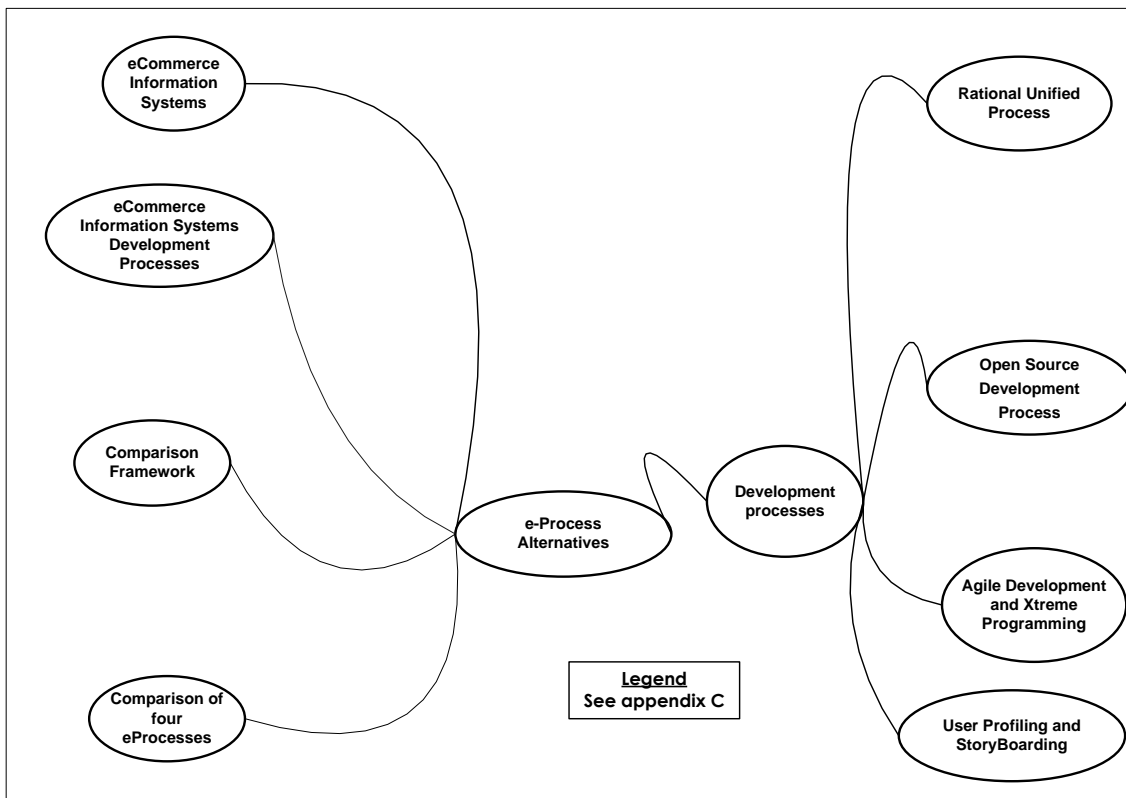 eCommerce
Information
Systems
eCommerce
Information Systems
Development
Processes
Comparison
Framework
Comparison of
four
eProcesses
e-Process
Alternatives
Development
processes
Legend
See appendix C
Rational Unified
Process
Open Source
Development
Process
Agile Development
and Xtreme
Programming
User Profiling and
StoryBoarding